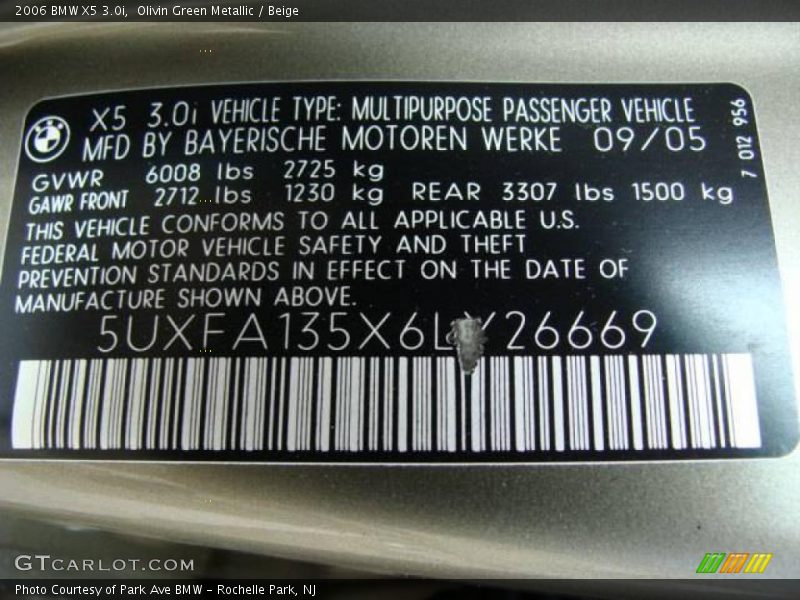 2006 BMW X5 3.0i, Olivin Green Metallic / Beige
X5 3.0i VEHICLE TYPE: MULTIPURPOSE PASSENGER VEHICLE
MFD BY BAYERISCHE MOTOREN WERKE 09/05
GVWR 6008 lbs 2725 kg
GAWR FRONT 2712 lbs 1230 kg REAR 3307 lbs 1500 kg
THIS VEHICLE CONFORMS TO ALL APPLICABLE U.S.
FEDERAL MOTOR VEHICLE SAFETY AND THEFT
PREVENTION STANDARDS IN EFFECT ON THE DATE OF
MANUFACTURE SHOWN ABOVE.
7 012 956
GTCARLOT.COM
Photo Courtesy of Park Ave BMW - Rochelle Park, NJ